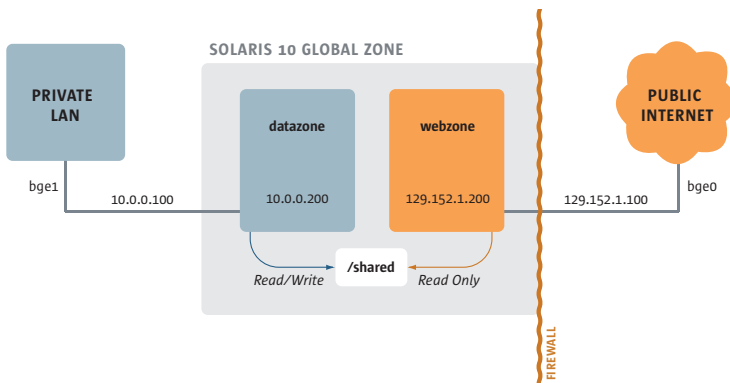 SOLARIS 10 GLOBAL ZONE
PRIVATE
LAN
datazone
webzone
PUBLIC
INTERNET
bge1
10.0.0.100
10.0.0.200
129.152.1.200
129.152.1.100
bge0
/shared
Read/Write
Read Only
FIREWALL